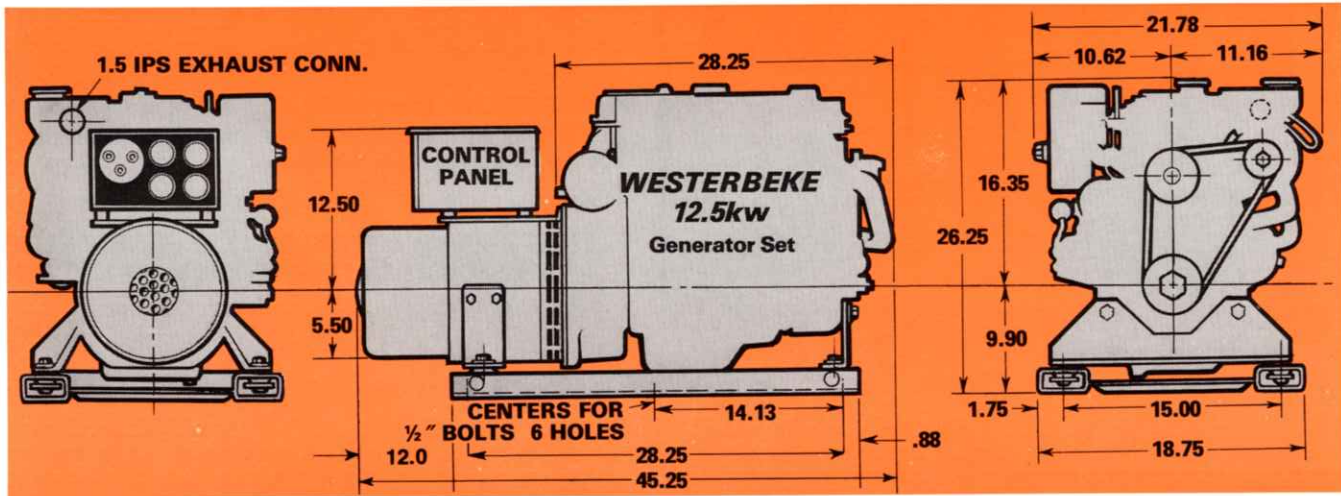 1.5 IPS EXHAUST CONN.
12.50
5.50
CONTROL
PANEL
28.25
WESTERBEKE
12.5kw
Generator Set
CENTERS FOR
½" BOLTS 6 HOLES
14.13
.88
12.0
28.25
45.25
21.78
10.62
11.16
16.35
26.25
9.90
1.75
15.00
18.75